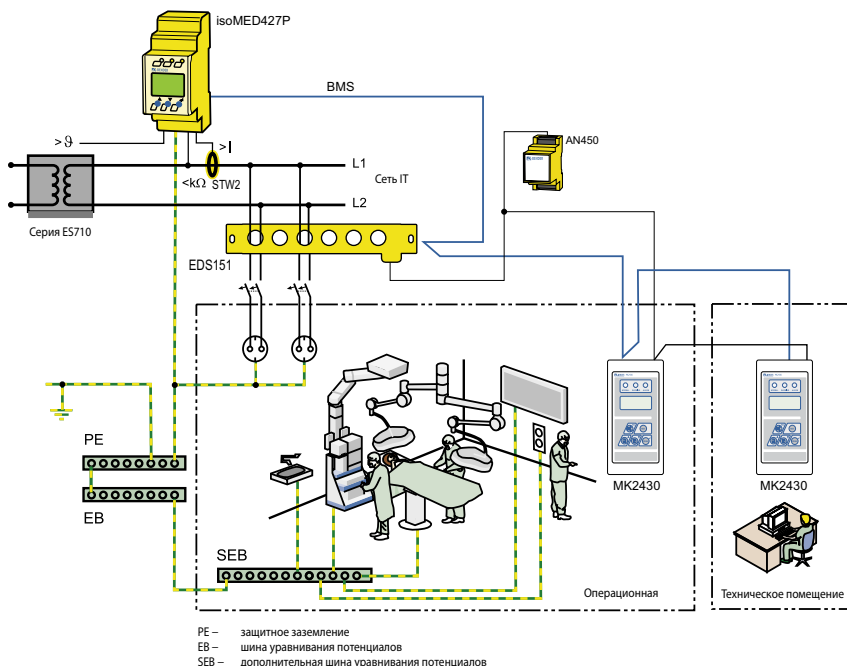 isoMED427P
BMS
AN450
>ϑ
>I
L1
<kΩ
STW2
Сеть IT
L2
Серия ES710
EDS151
PE
EB
MK2430
MK2430
SEB
Операционная
Техническое помещение
PE – защитное заземление
EB – шина уравнивания потенциалов
SEB – дополнительная шина уравнивания потенциалов